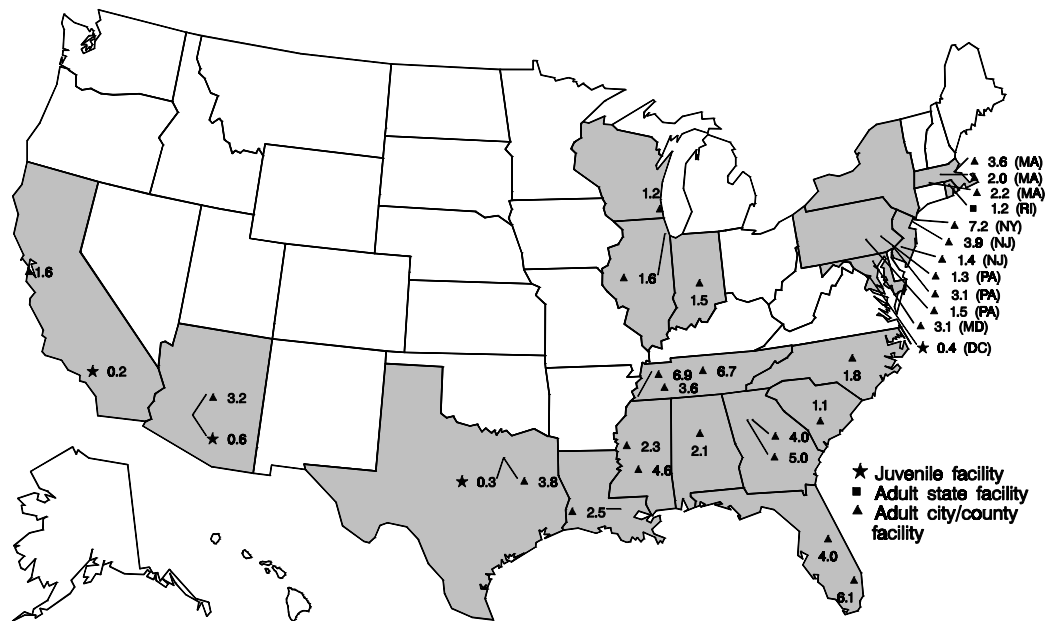 3.6 (MA)
2.0 (MA)
1.2
2.2 (MA)
1.2 (RI)
7.2 (NY)
3.9 (NJ)
1.4 (NJ)
1.6
1.6
1.5
1.3 (PA)
3.1 (PA)
1.5 (PA)
3.1 (MD)
0.4 (DC)
0.2
6.9
6.7
1.8
3.6
3.2
1.1
0.6
2.3
2.1
4.0
4.6
5.0
Juvenile facility
0.3
3.8
Adult state facility
2.5
Adult city/county
facility
4.0
6.1